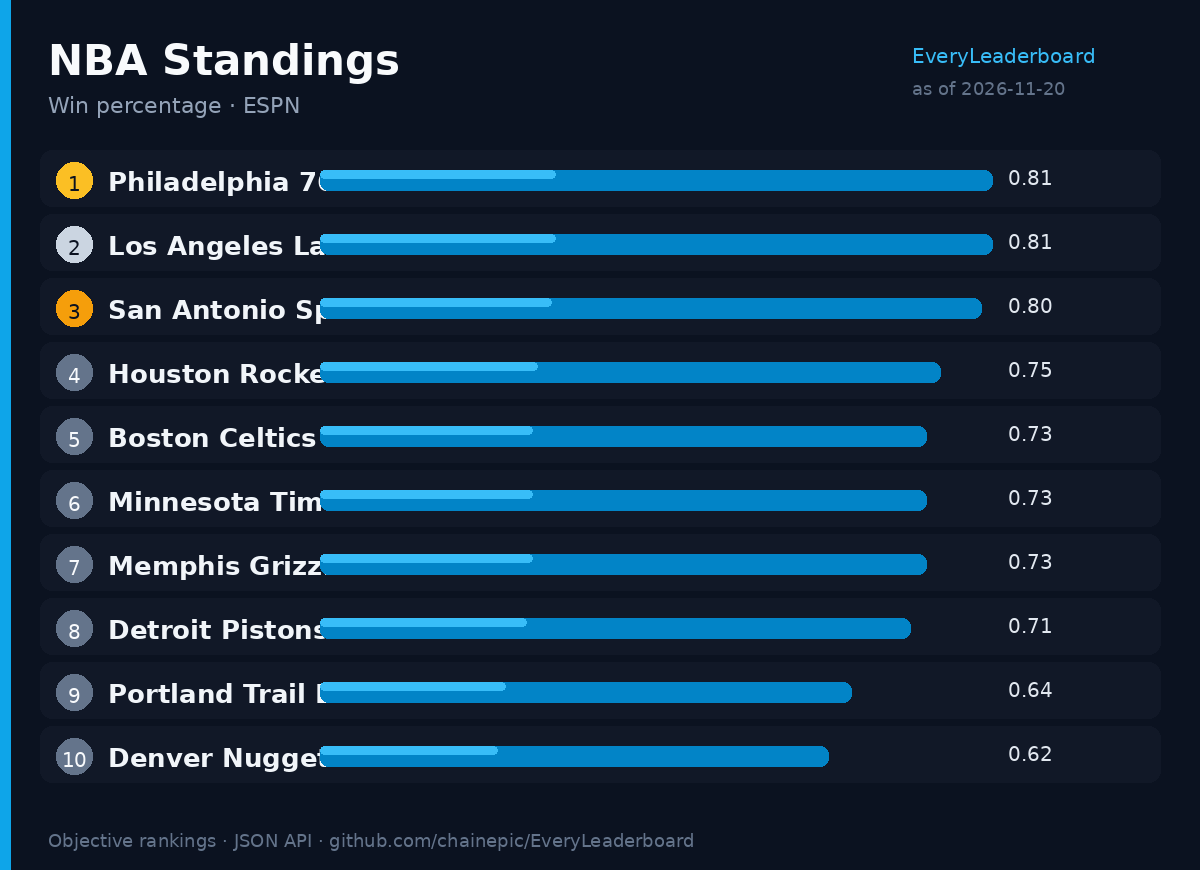 NBA Standings
EveryLeaderboard
Win percentage · ESPN
as of 2026-11-20
1 Philadelphia 0.81
2 Los Angeles La 0.81
3 San Antonio Sp 0.80
4 Houston Rocke 0.75
5 Boston Celtics 0.73
6 Minnesota Tim 0.73
7 Memphis Grizz 0.73
8 Detroit Pistons 0.71
9 Portland Trail 0.64
10 Denver Nugget 0.62
Objective rankings · JSON API · github.com/chainepic/EveryLeaderboard